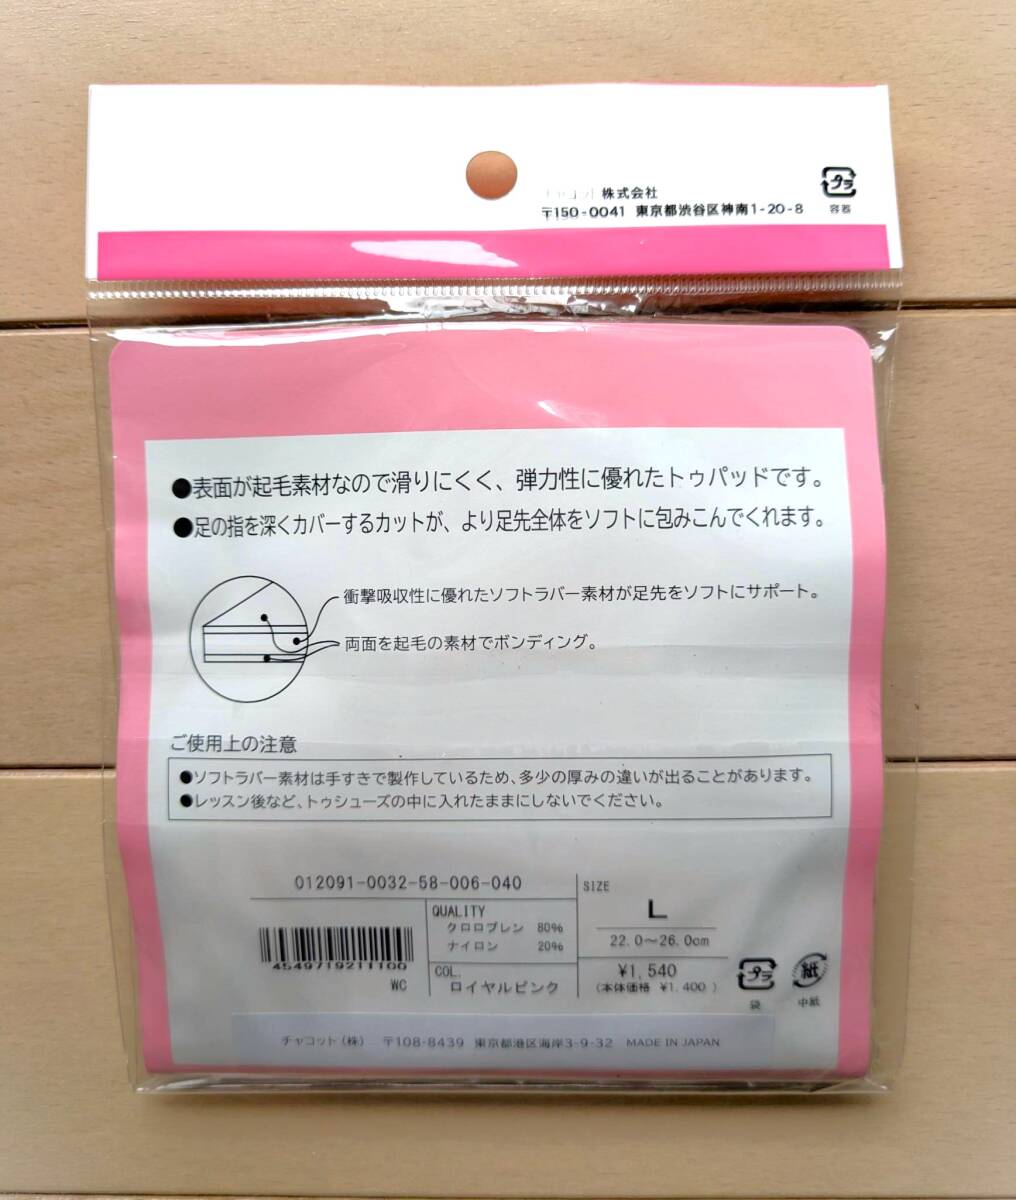 チャコット 株式会社
〒150-0041 東京都渋谷区神南1-20-8
プラ
容器
●表面が起毛素材なので滑りにくく、弾力性に優れたトゥパッドです。
●足の指を深くカバーするカットが、より足先全体をソフトに包みこんでくれます。
衝撃吸収性に優れたソフトラバー素材が足先をソフトにサポート。
両面を起毛の素材でボンディング。
ご使用上の注意
●ソフトラバー素材は手すきで製作しているため、多少の厚みの違いが出ることがあります。
●レッスン後など、トゥシューズの中に入れたままにしないでください。
012091-0032-58-006-040
QUALITY
クロロプレン 80%
ナイロン 20%
4549719211100
WC
COL.
ロイヤルピンク
SIZE
L
22.0～26.0cm
¥1,540
(本体価格 ¥1,400 )
プラ
袋
紙
中紙
チャコット(株) 〒108-8439 東京都港区海岸3-9-32 MADE IN JAPAN